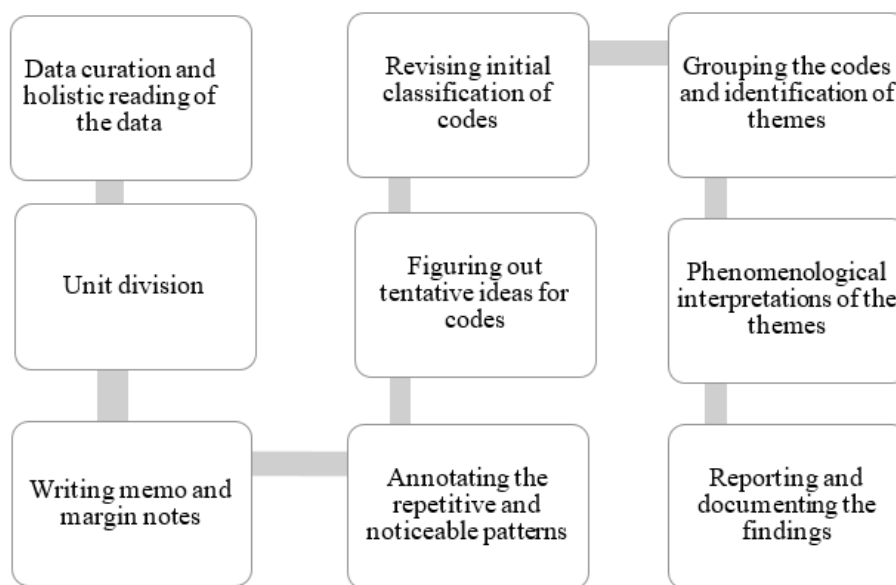 Data curation and
holistic reading of
the data
Unit division
Writing memo and
margin notes
Annotating the
repetitive and
noticeable patterns
Figuring out
tentative ideas for
codes
Revising initial
classification of
codes
Grouping the codes
and identification of
themes
Phenomenological
interpretations of the
themes
Reporting and
documenting the
findings